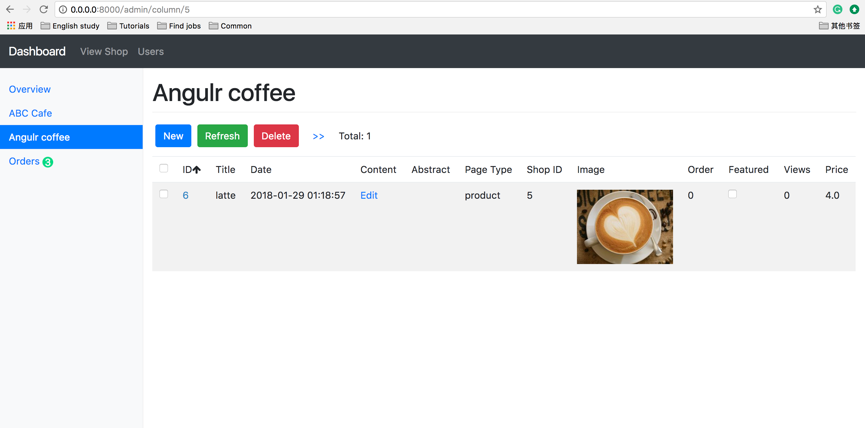 0.0.0.0:8000/admin/column/5
应用 English study Tutorials Find jobs Common 其他书签
Dashboard View Shop Users
Overview
ABC Cafe
Angulr coffee
Orders 3
Angulr coffee
New Refresh Delete >> Total: 1
ID Title Date Content Abstract Page Type Shop ID Image Order Featured Views Price
6 latte 2018-01-29 01:18:57 Edit product 5 0 0 4.0